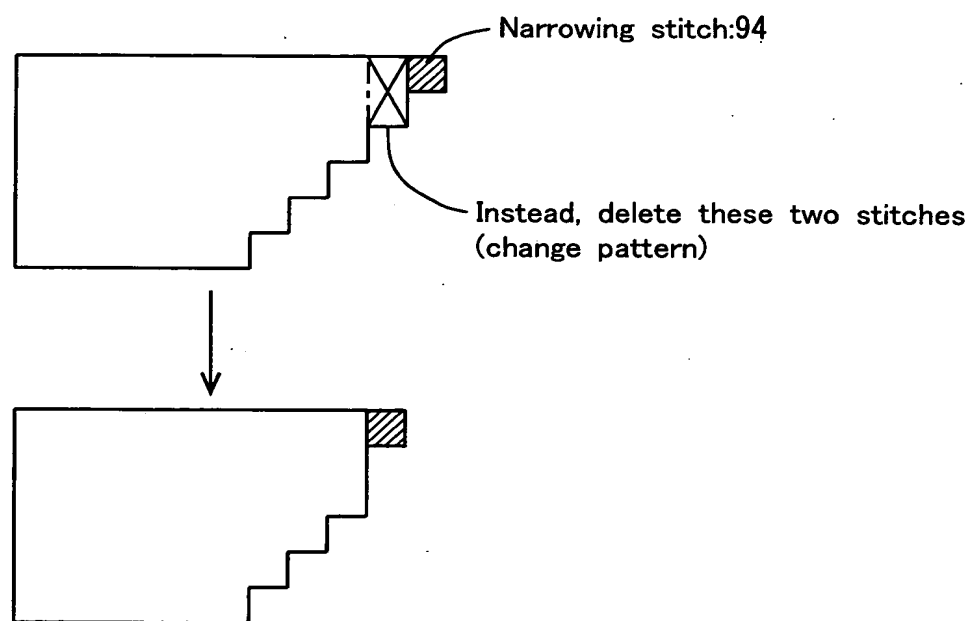 Narrowing stitch:94
Instead, delete these two stitches
(change pattern)